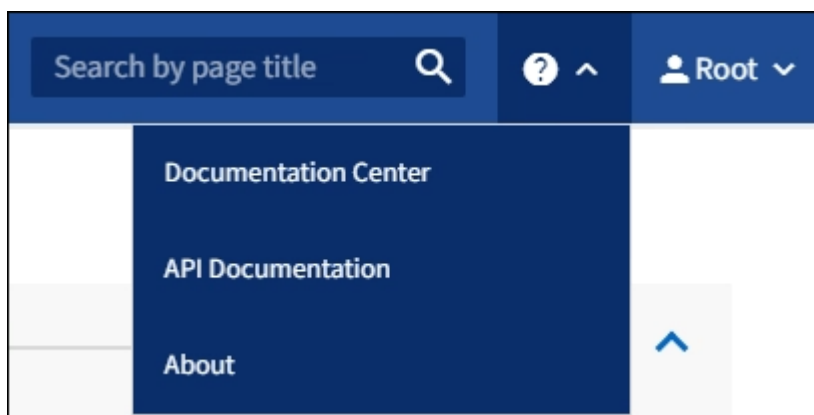 Search by page title
Root
Documentation Center
API Documentation
About